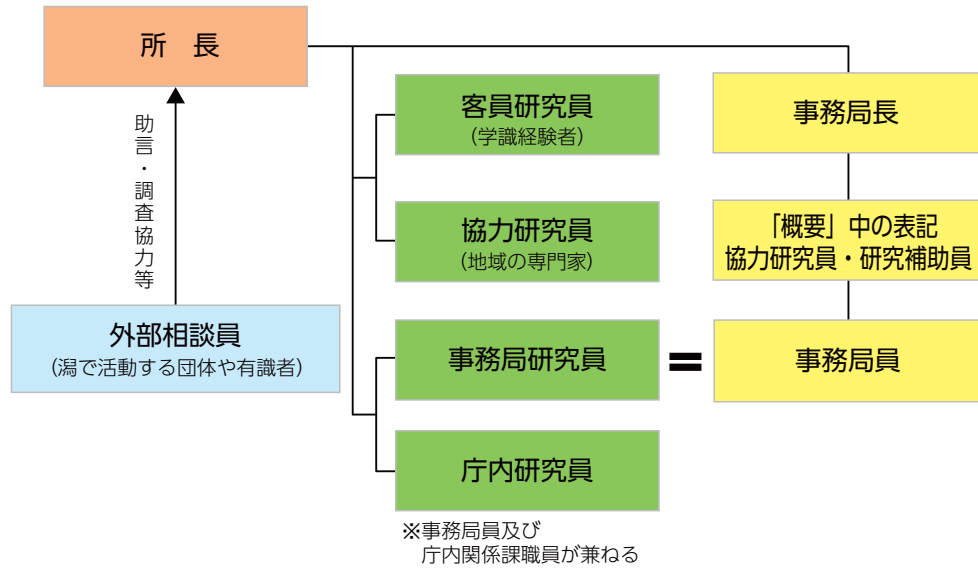 所　長
助言・調査協力等
外部相談員
(潟で活動する団体や有識者)
客員研究員
(学識経験者)
協力研究員
(地域の専門家)
事務局研究員
＝
庁内研究員
※事務局員及び
庁内関係課職員が兼ねる
事務局長
「概要」中の表記
協力研究員・研究補助員
事務局員